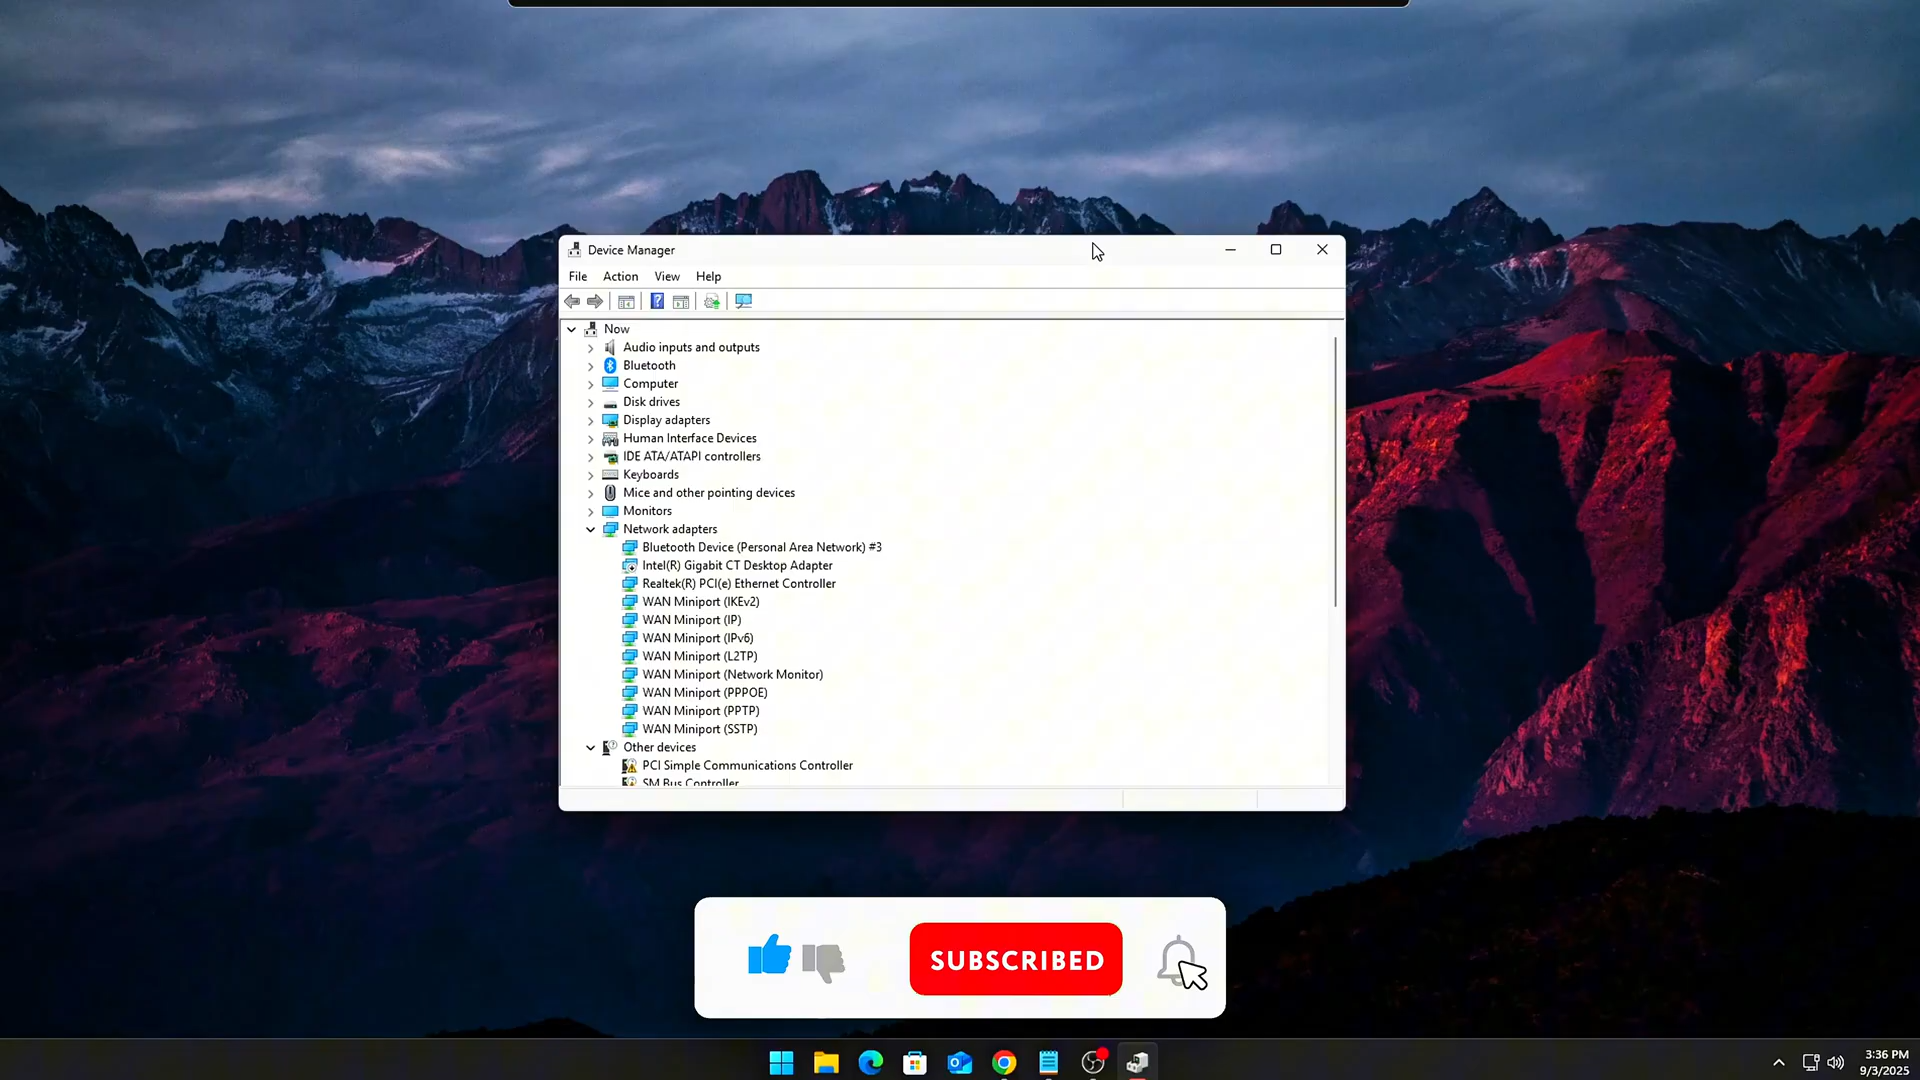 Device Manager
File Action View Help
Now
Audio inputs and outputs
Bluetooth
Computer
Disk drives
Display adapters
Human Interface Devices
IDE ATA/ATAPI controllers
Keyboards
Mice and other pointing devices
Monitors
Network adapters
Bluetooth Device (Personal Area Network) #3
Intel(R) Gigabit CT Desktop Adapter
Realtek(R) PCI(e) Ethernet Controller
WAN Miniport (IKEv2)
WAN Miniport (IP)
WAN Miniport (IPv6)
WAN Miniport (L2TP)
WAN Miniport (Network Monitor)
WAN Miniport (PPPOE)
WAN Miniport (PPTP)
WAN Miniport (SSTP)
Other devices
PCI Simple Communications Controller
SM Bus Controller
SUBSCRIBED
3:36 PM
9/3/2025